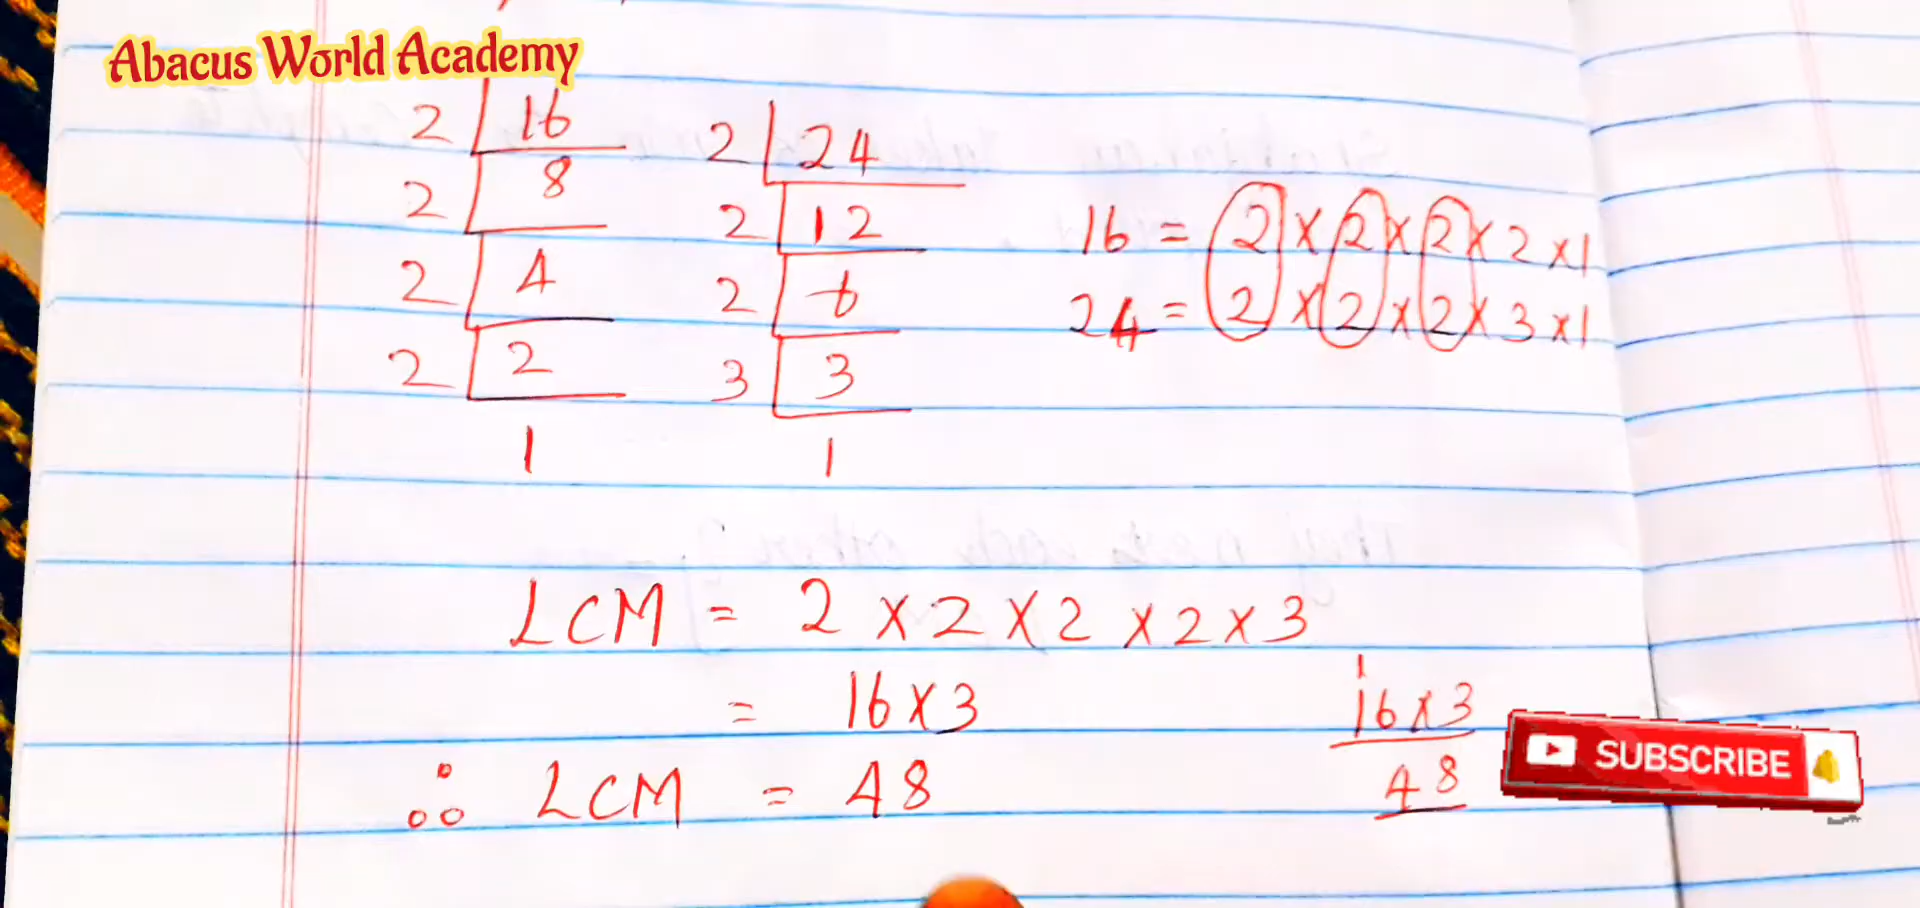 Abacus World Academy
2 16 2 24
2 8 2 12
2 4 2 6
2 2 3 3
1 1
16 = 2 × 2 × 2 × 2 × 1
24 = 2 × 2 × 2 × 3 × 1
LCM = 2 × 2 × 2 × 2 × 3
= 16 × 3
∴ LCM = 48
1
16 × 3
48
SUBSCRIBE